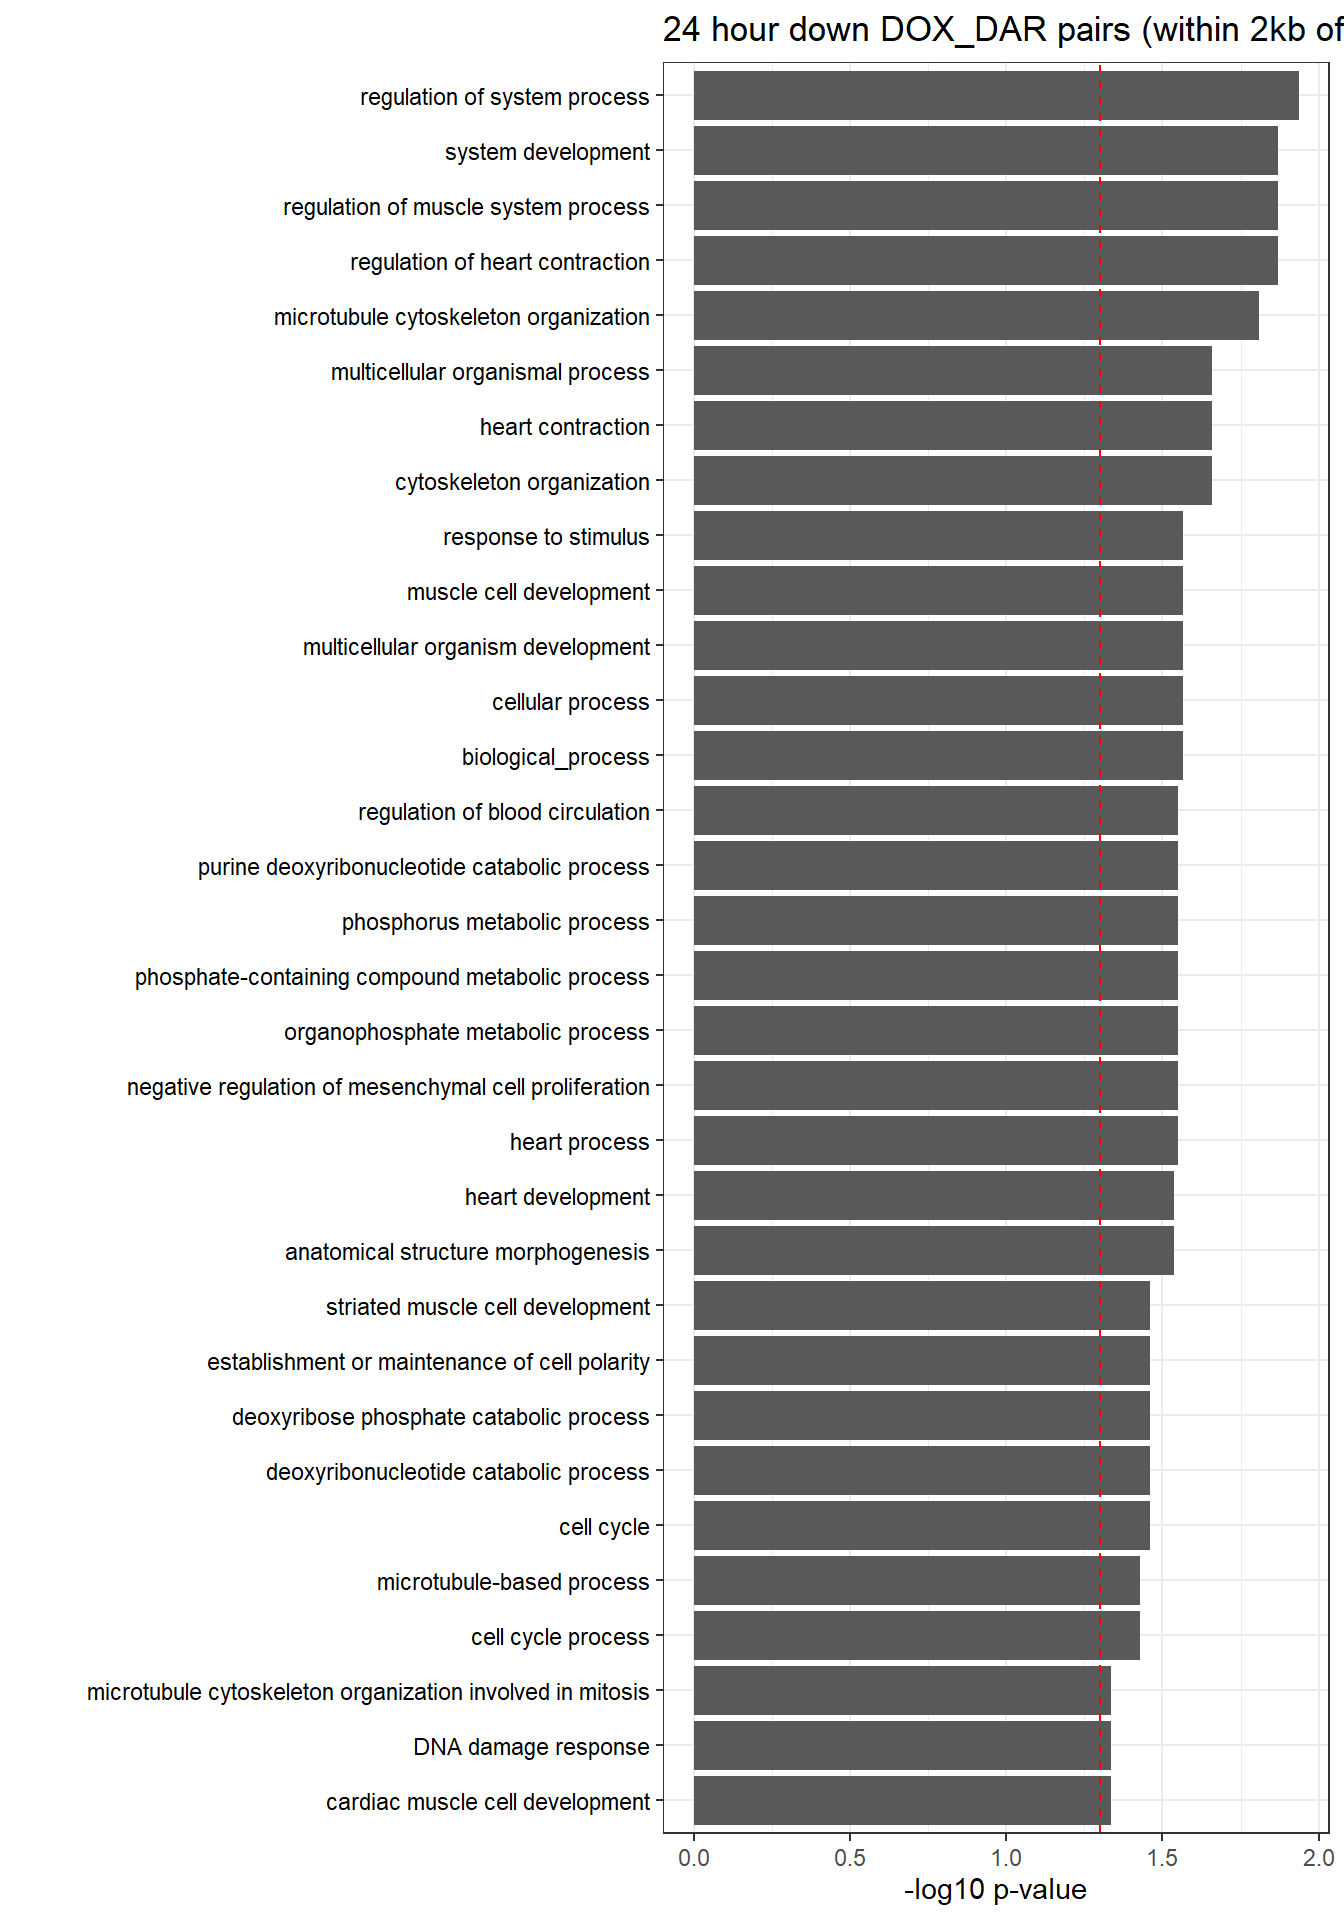 24 hour down DOX_DAR pairs (within 2kb of
regulation of system process
system development
regulation of muscle system process
regulation of heart contraction
microtubule cytoskeleton organization
multicellular organismal process
heart contraction
cytoskeleton organization
response to stimulus
muscle cell development
multicellular organism development
cellular process
biological_process
regulation of blood circulation
purine deoxyribonucleotide catabolic process
phosphorus metabolic process
phosphate-containing compound metabolic process
organophosphate metabolic process
negative regulation of mesenchymal cell proliferation
heart process
heart development
anatomical structure morphogenesis
striated muscle cell development
establishment or maintenance of cell polarity
deoxyribose phosphate catabolic process
deoxyribonucleotide catabolic process
cell cycle
microtubule-based process
cell cycle process
microtubule cytoskeleton organization involved in mitosis
DNA damage response
cardiac muscle cell development
0.0 0.5 1.0 1.5 2.0
-log10 p-value